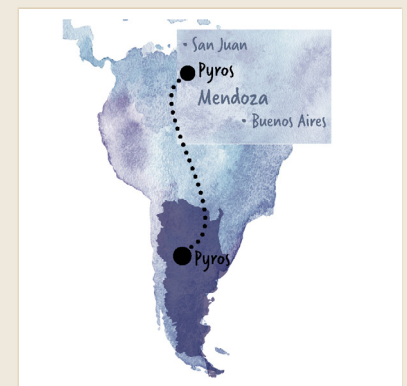 San Juan
Pyros
Mendoza
Buenos Aires
Pyros